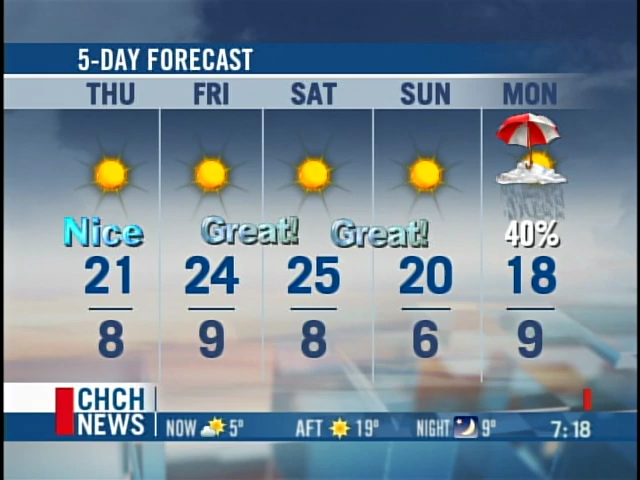 5-DAY FORECAST
THU FRI SAT SUN MON
Nice Great! Great! 40%
21 24 25 20 18
8 9 8 6 9
CHCH
NEWS
NOW 5° AFT 19° NIGHT 9° 7:18